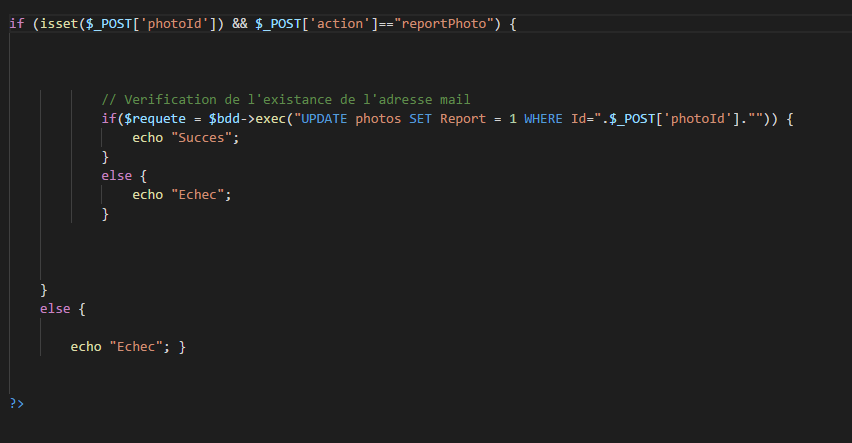 if (isset($_POST['photoId']) && $_POST['action']=="reportPhoto") {
// Verification de l'existance de l'adresse mail
if($requete = $bdd->exec("UPDATE photos SET Report = 1 WHERE Id=".$_POST['photoId']."")) {
echo "Succes";
}
else {
echo "Echec";
}
}
else {
echo "Echec"; }
?>